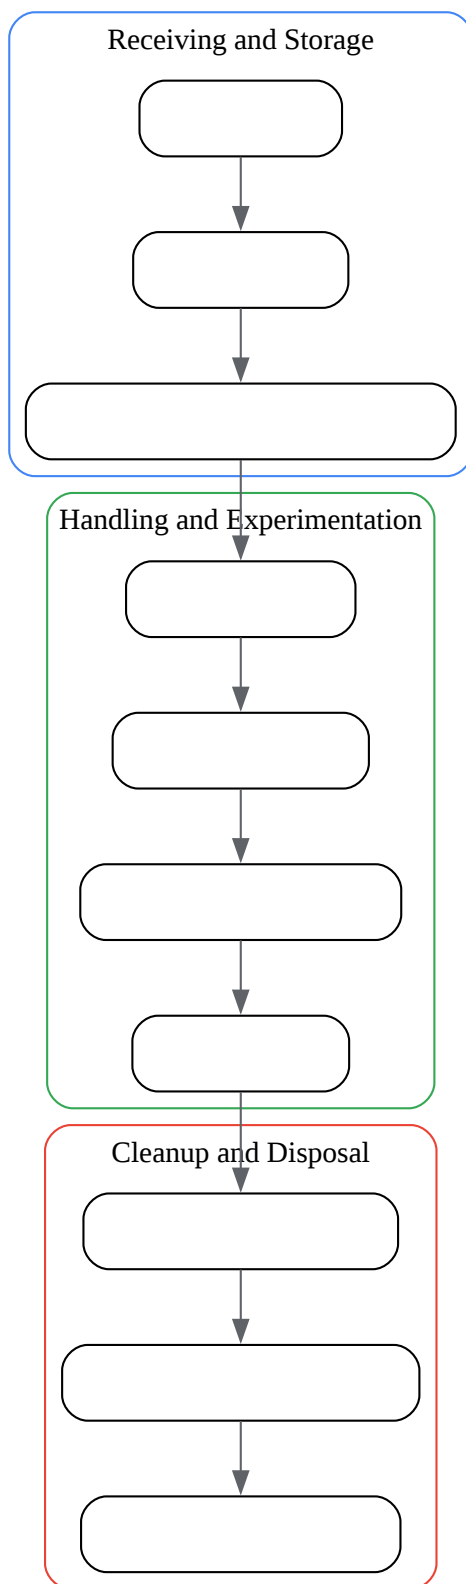 Receiving and Storage
Handling and Experimentation
Cleanup and Disposal